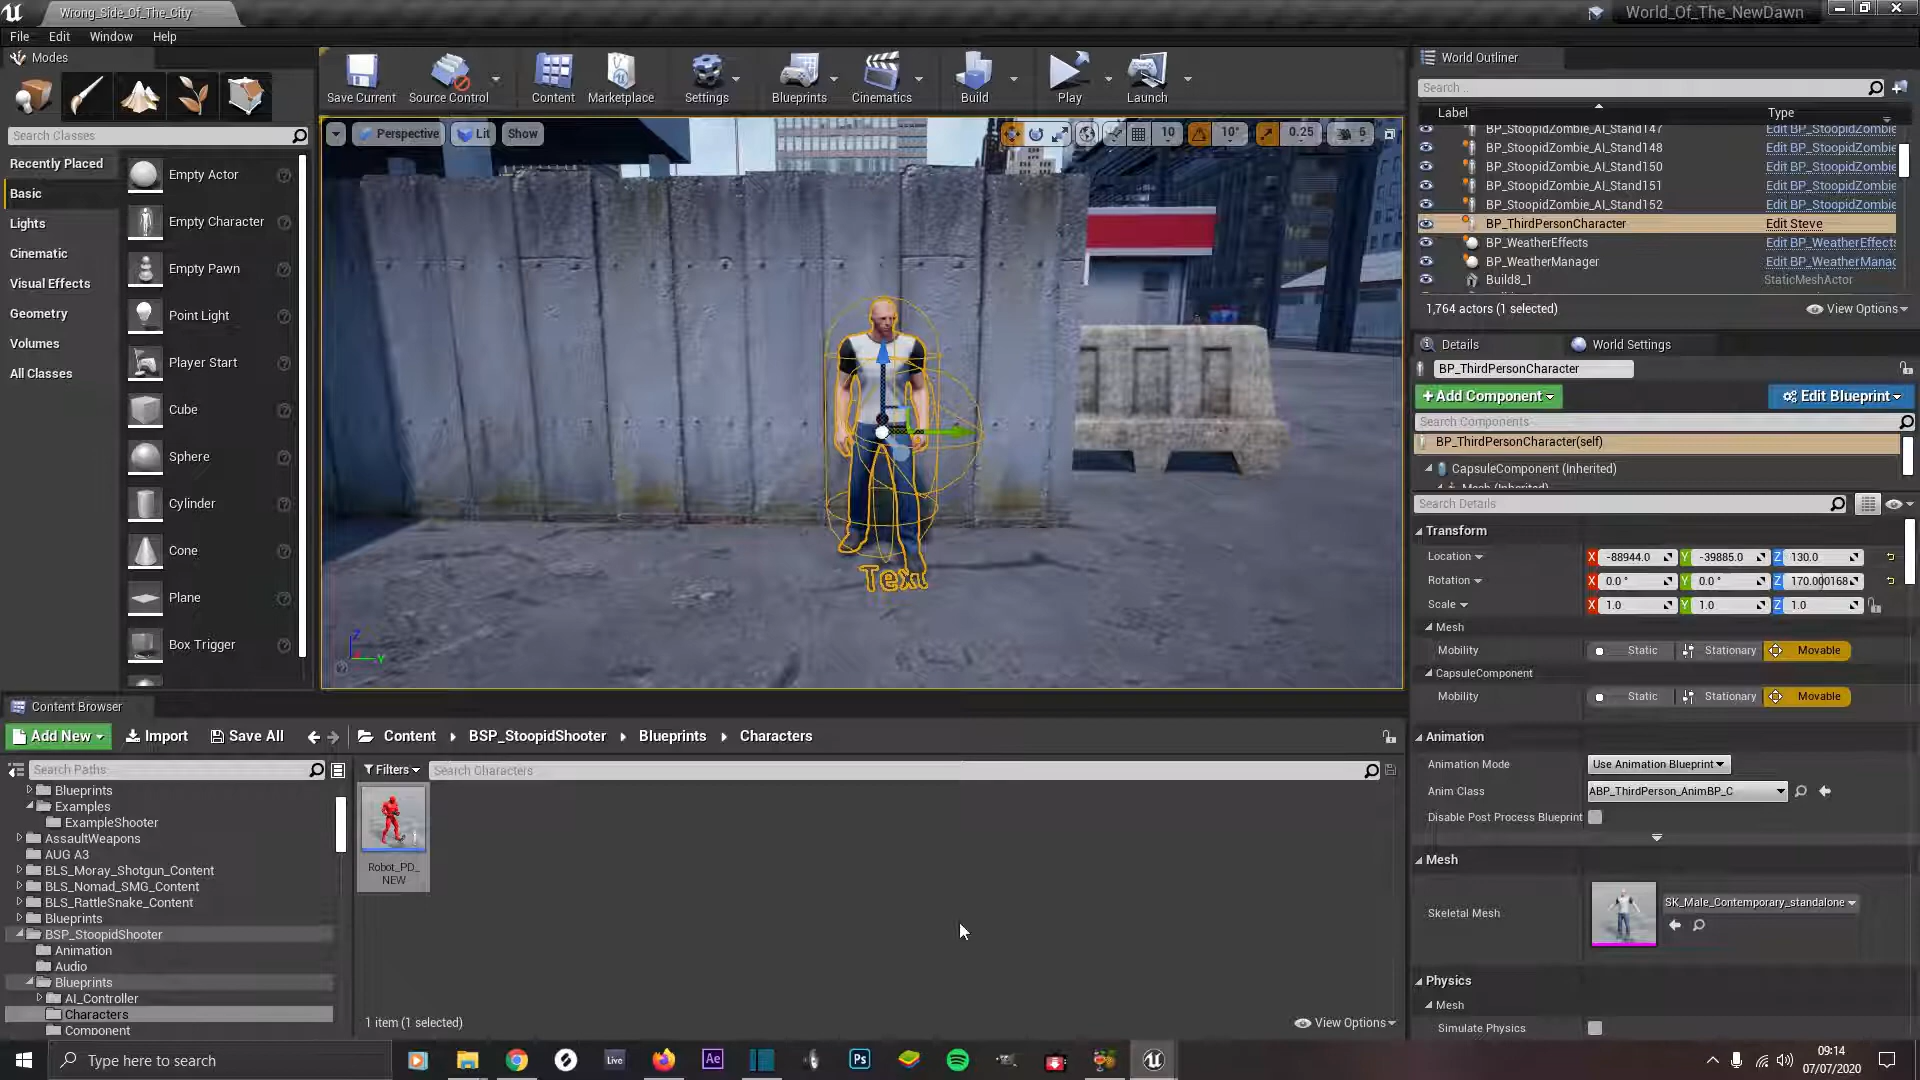 Wrong_Side_Of_The_City
World_Of_The_NewDawn
File Edit Window Help
Modes
Search Classes
Recently Placed
Basic
Lights
Cinematic
Visual Effects
Geometry
Volumes
All Classes
Empty Actor
Empty Character
Empty Pawn
Point Light
Player Start
Cube
Sphere
Cylinder
Cone
Plane
Box Trigger
Save Current
Source Control
Content
Marketplace
Settings
Blueprints
Cinematics
Build
Play
Launch
Perspective Lit Show
10 10° 0.25 6
Text
World Outliner
Search...
Label Type
BP_StoopidZombie_AI_Stand147 Edit BP_StoopidZombie
BP_StoopidZombie_AI_Stand148 Edit BP_StoopidZombie
BP_StoopidZombie_AI_Stand150 Edit BP_StoopidZombie
BP_StoopidZombie_AI_Stand151 Edit BP_StoopidZombie
BP_StoopidZombie_AI_Stand152 Edit BP_StoopidZombie
BP_ThirdPersonCharacter Edit Steve
BP_WeatherEffects Edit BP_WeatherEffects
BP_WeatherManager Edit BP_WeatherManag
Build8_1 StaticMeshActor
1,764 actors (1 selected) View Options
Details World Settings
BP_ThirdPersonCharacter
+Add Component Edit Blueprint
Search Components
BP_ThirdPersonCharacter(self)
CapsuleComponent (Inherited)
Mesh (Inherited)
Search Details
Transform
Location X -88944.0 Y -39885.0 Z 130.0
Rotation X 0.0 ° Y 0.0 ° Z 170.000168
Scale X 1.0 Y 1.0 Z 1.0
Mesh
Mobility Static Stationary Movable
CapsuleComponent
Mobility Static Stationary Movable
Animation
Animation Mode Use Animation Blueprint
Anim Class ABP_ThirdPerson_AnimBP_C
Disable Post Process Blueprint
Mesh
Skeletal Mesh SK_Male_Contemporary_standalone
Physics
Mesh
Simulate Physics
Content Browser
Add New Import Save All Content BSP_StoopidShooter Blueprints Characters
Search Paths
Filters Search Characters
Blueprints
Examples
ExampleShooter
AssaultWeapons
AUG A3
BLS_Moray_Shotgun_Content
BLS_Nomad_SMG_Content
BLS_RattleSnake_Content
Blueprints
BSP_StoopidShooter
Animation
Audio
Blueprints
AI_Controller
Characters
Component
Robot_PD_
NEW
1 item (1 selected) View Options
Type here to search
Live
Ae
Ps
09:14
07/07/2020